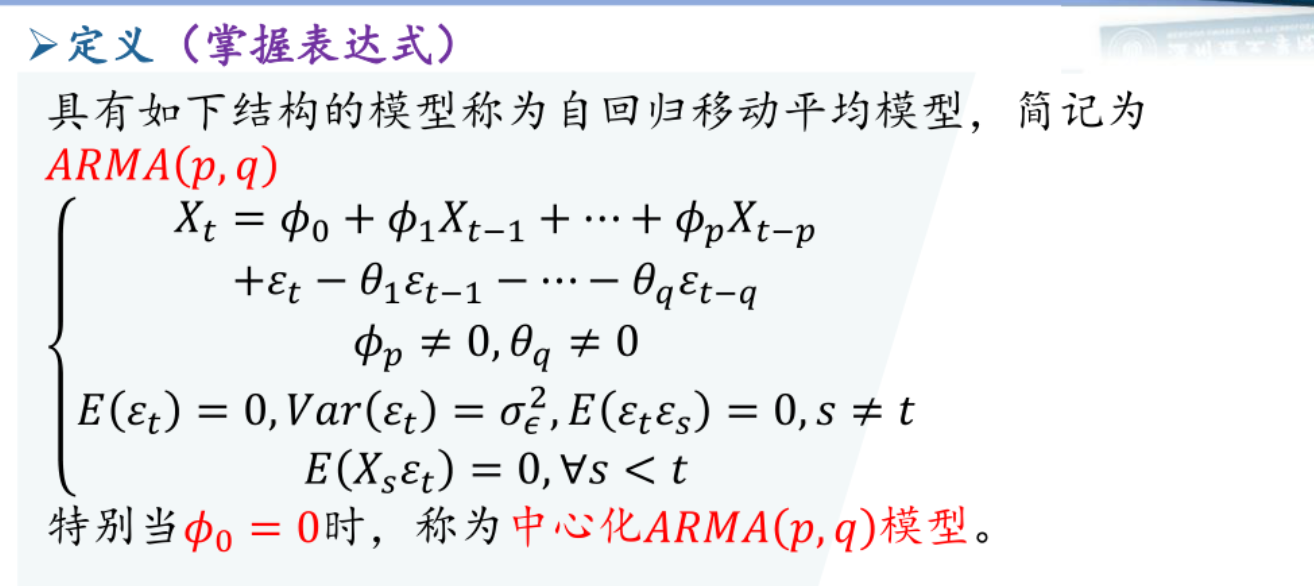 ➤定义（掌握表达式）
具有如下结构的模型称为自回归移动平均模型，简记为
ARMA(p, q)
X_t = ϕ_0 + ϕ_1X_{t−1} + ⋯ + ϕ_pX_{t−p}
+ε_t − θ_1ε_{t−1} − ⋯ − θ_qε_{t−q}
ϕ_p ≠ 0, θ_q ≠ 0
E(ε_t) = 0, Var(ε_t) = σ_ϵ^2, E(ε_tε_s) = 0, s ≠ t
E(X_sε_t) = 0, ∀s < t
特别当ϕ_0 = 0时，称为中心化ARMA(p, q)模型。